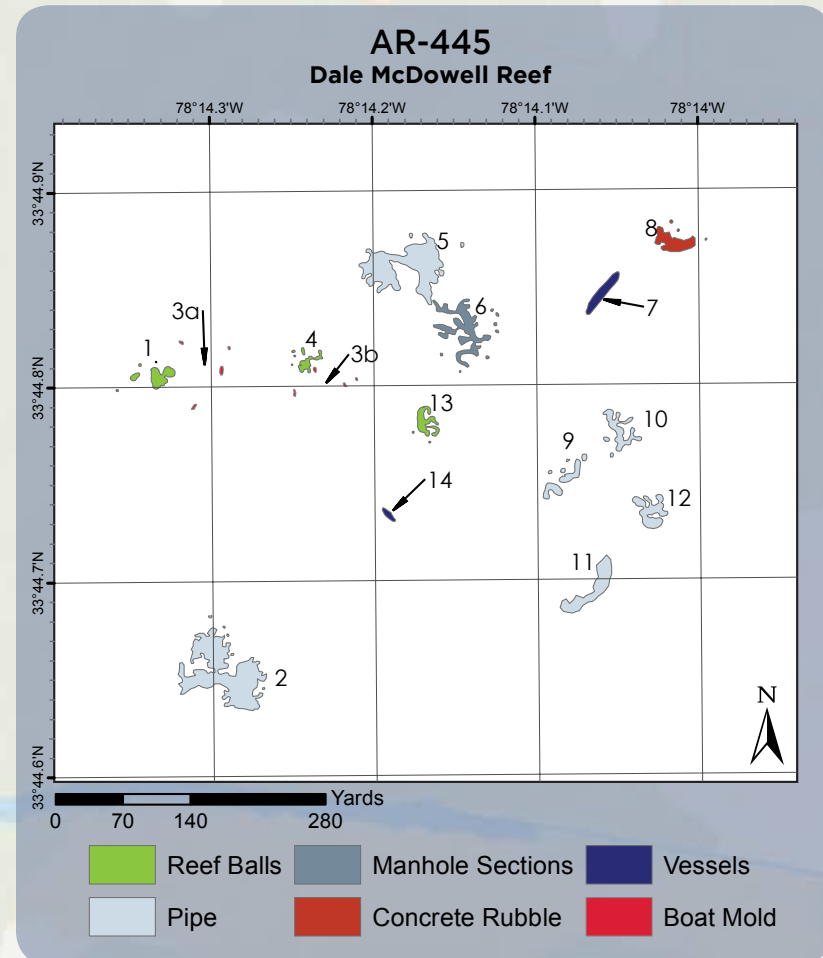 AR-445
Dale McDowell Reef
78°14.3'W
78°14.2'W
78°14.1'W
78°14'W
33°44.9'N
33°44.8'N
33°44.7'N
33°44.6'N
1.
2
3a
3b
4
5
6
7
8
9
10
11
12
13
14
N
Yards
0 70 140 280
Reef Balls
Manhole Sections
Vessels
Pipe
Concrete Rubble
Boat Mold